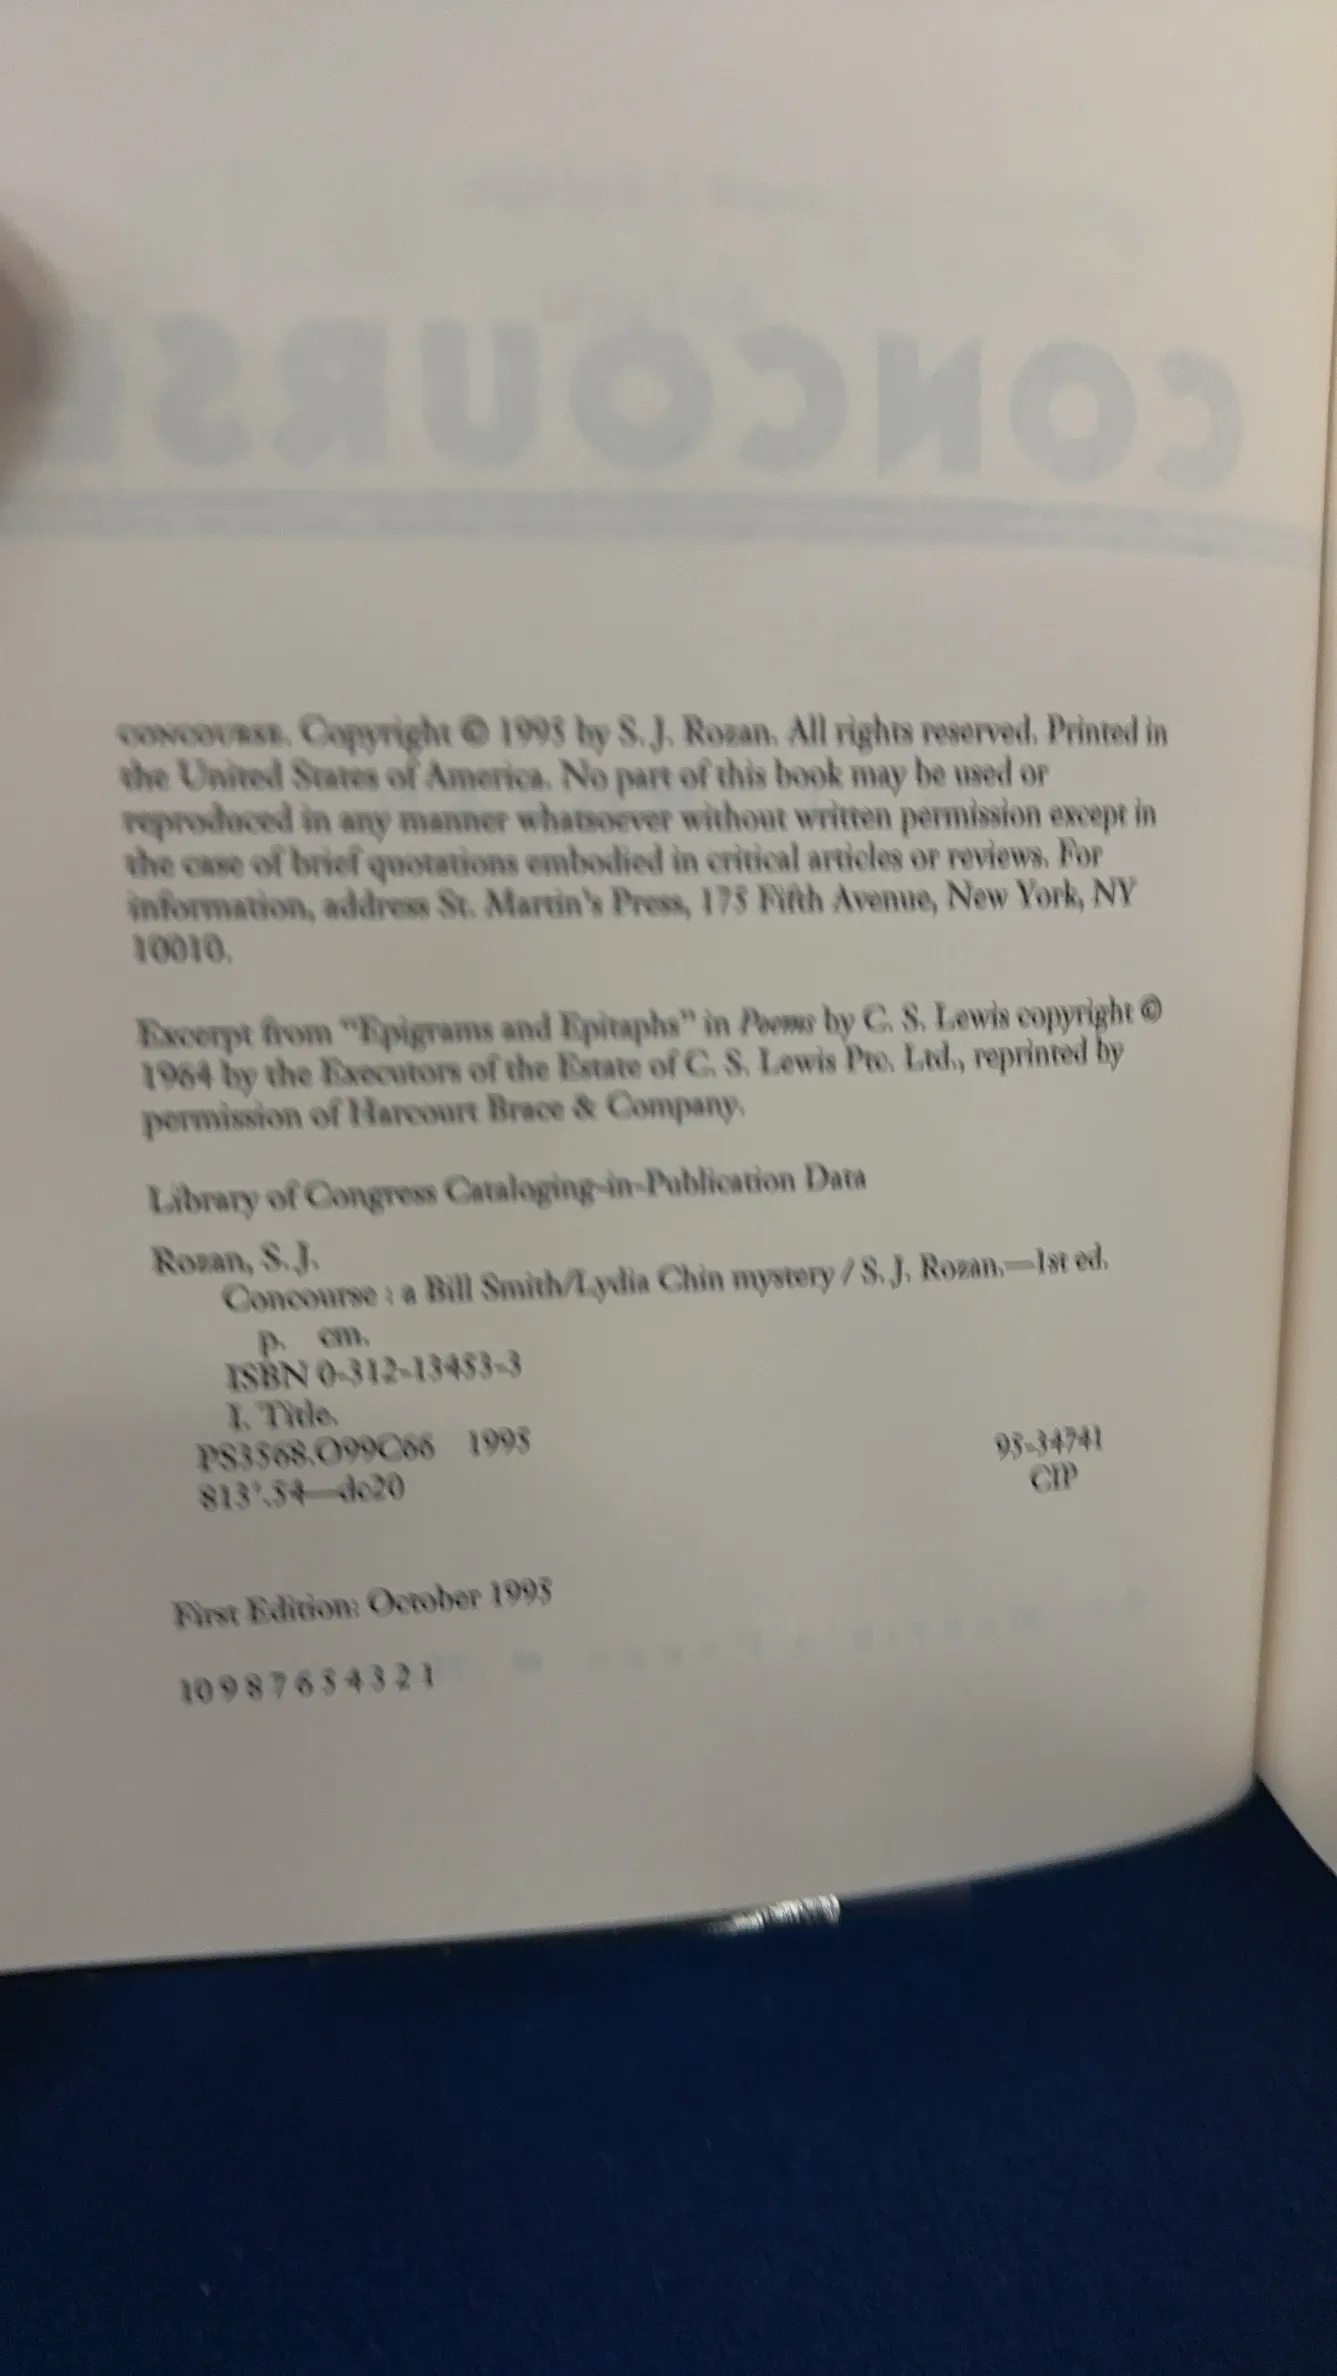 CONCOURSE
CONCOURSE. Copyright © 1995 by S. J. Rozan. All rights reserved. Printed in
the United States of America. No part of this book may be used or
reproduced in any manner whatsoever without written permission except in
the case of brief quotations embodied in critical articles or reviews. For
information, address St. Martin's Press, 175 Fifth Avenue, New York, NY
10010.
Excerpt from "Epigrams and Epitaphs" in Poems by C. S. Lewis copyright ©
1964 by the Executors of the Estate of C. S. Lewis Pte. Ltd., reprinted by
permission of Harcourt Brace & Company.
Library of Congress Cataloging-in-Publication Data
Rozan, S. J.
Concourse : a Bill Smith/Lydia Chin mystery / S. J. Rozan.—1st ed.
p. cm.
ISBN 0-312-13453-3
I. Title.
PS3568.O99C66 1995 95-34741
813'.54—dc20 CIP
First Edition: October 1995
10 9 8 7 6 5 4 3 2 1